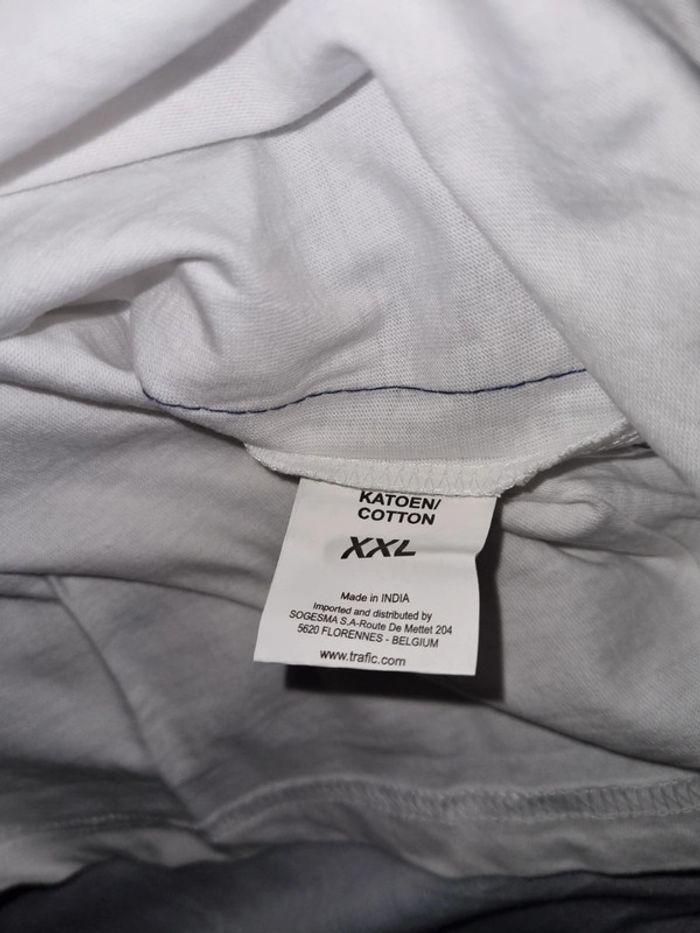 KATOEN/
COTTON
XXL
Made in INDIA
Imported and distributed by
SOGESMA S.A-Route De Mettet 204
5620 FLORENNES - BELGIUM
www.trafic.com